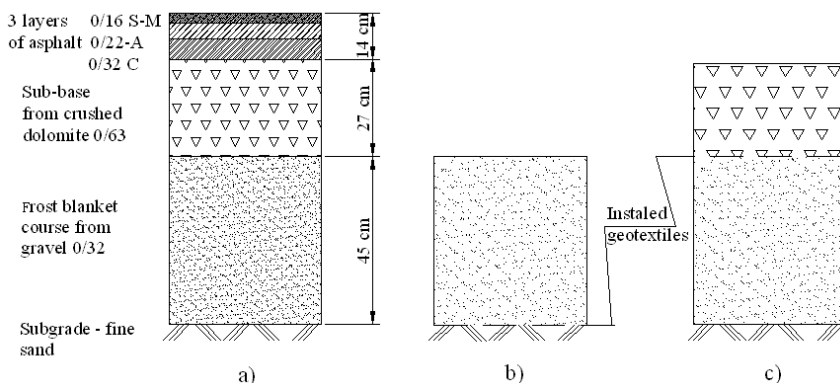 3 layers 0/16 S-M
of asphalt 0/22-A
0/32 C
Sub-base
from crushed
dolomite 0/63
Frost blanket
course from
gravel 0/32
Subgrade - fine
sand
14 cm
27 cm
45 cm
Instaled
geotextiles
a)
b)
c)